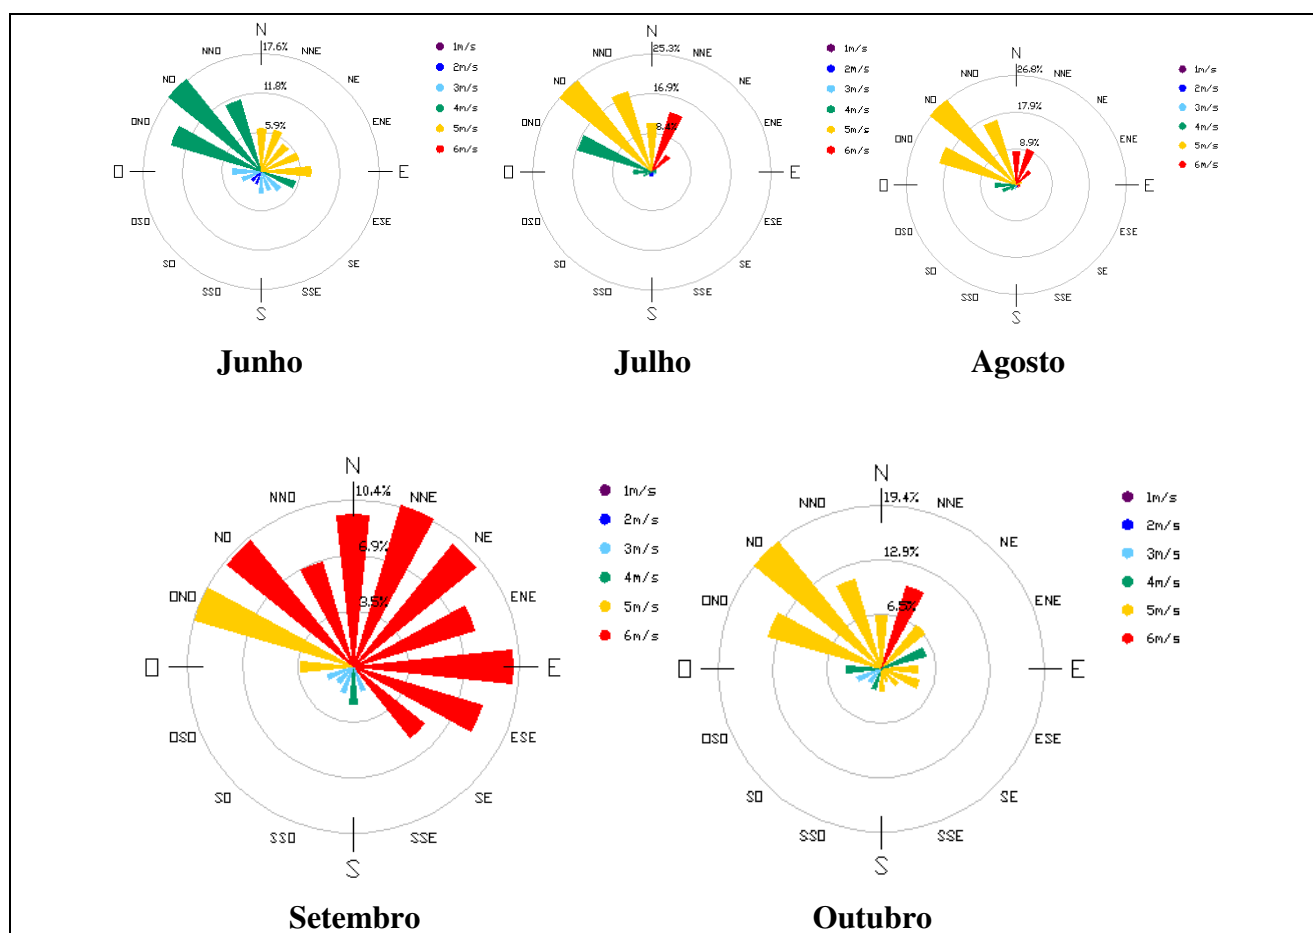 N
17.6%
NNO
NNE
NO
NE
11.8%
ONO
ENE
5.9%
O
E
OSO
ESE
SO
SE
SSO
SSE
S
1m/s
2m/s
3m/s
4m/s
5m/s
6m/s
Junho
N
25.3%
NNO
NNE
NO
NE
16.9%
ONO
ENE
8.4%
O
E
OSO
ESE
SO
SE
SSO
SSE
S
1m/s
2m/s
3m/s
4m/s
5m/s
6m/s
Julho
N
26.8%
NNO
NNE
NO
NE
17.9%
ONO
ENE
8.9%
O
E
OSO
ESE
SO
SE
SSO
SSE
S
1m/s
2m/s
3m/s
4m/s
5m/s
6m/s
Agosto
N
10.4%
NNO
NNE
NO
NE
6.9%
ONO
ENE
3.5%
O
E
OSO
ESE
SO
SE
SSO
SSE
S
1m/s
2m/s
3m/s
4m/s
5m/s
6m/s
Setembro
N
19.4%
NNO
NNE
NO
NE
12.9%
ONO
ENE
6.5%
O
E
OSO
ESE
SO
SE
SSO
SSE
S
1m/s
2m/s
3m/s
4m/s
5m/s
6m/s
Outubro